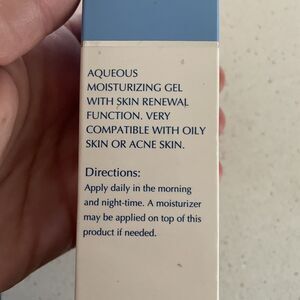 AQUEOUS
MOISTURIZING GEL
WITH SKIN RENEWAL
FUNCTION. VERY
COMPATIBLE WITH OILY
SKIN OR ACNE SKIN.
Directions:
Apply daily in the morning
and night-time. A moisturizer
may be applied on top of this
product if needed.